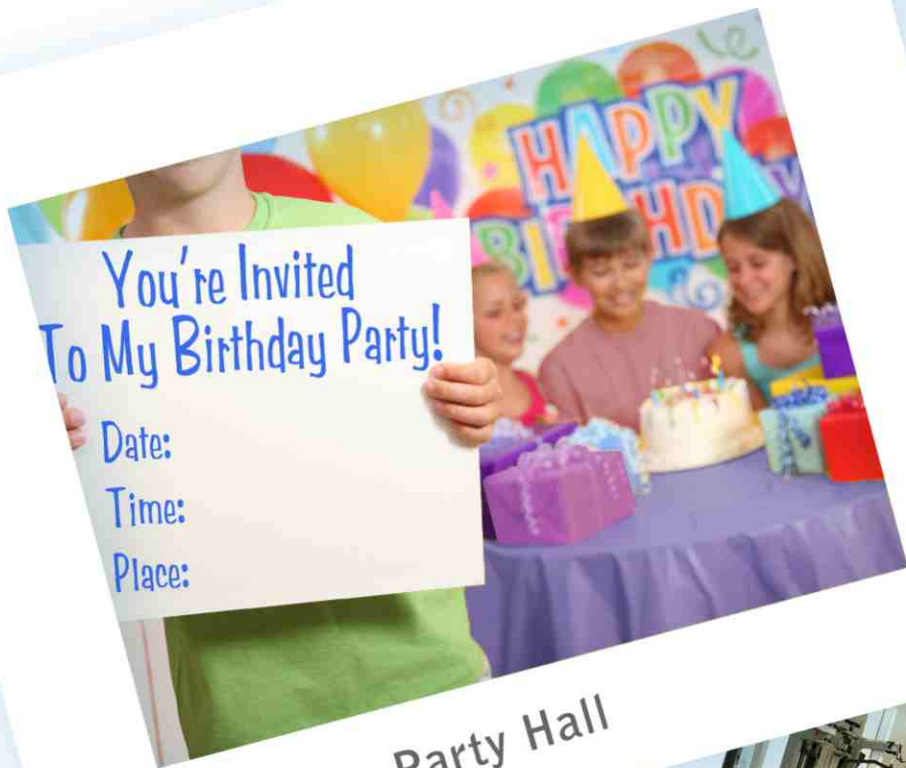 HAPPY
BIRTHDAY
You're Invited
To My Birthday Party!
Date:
Time:
Place:
Party Hall